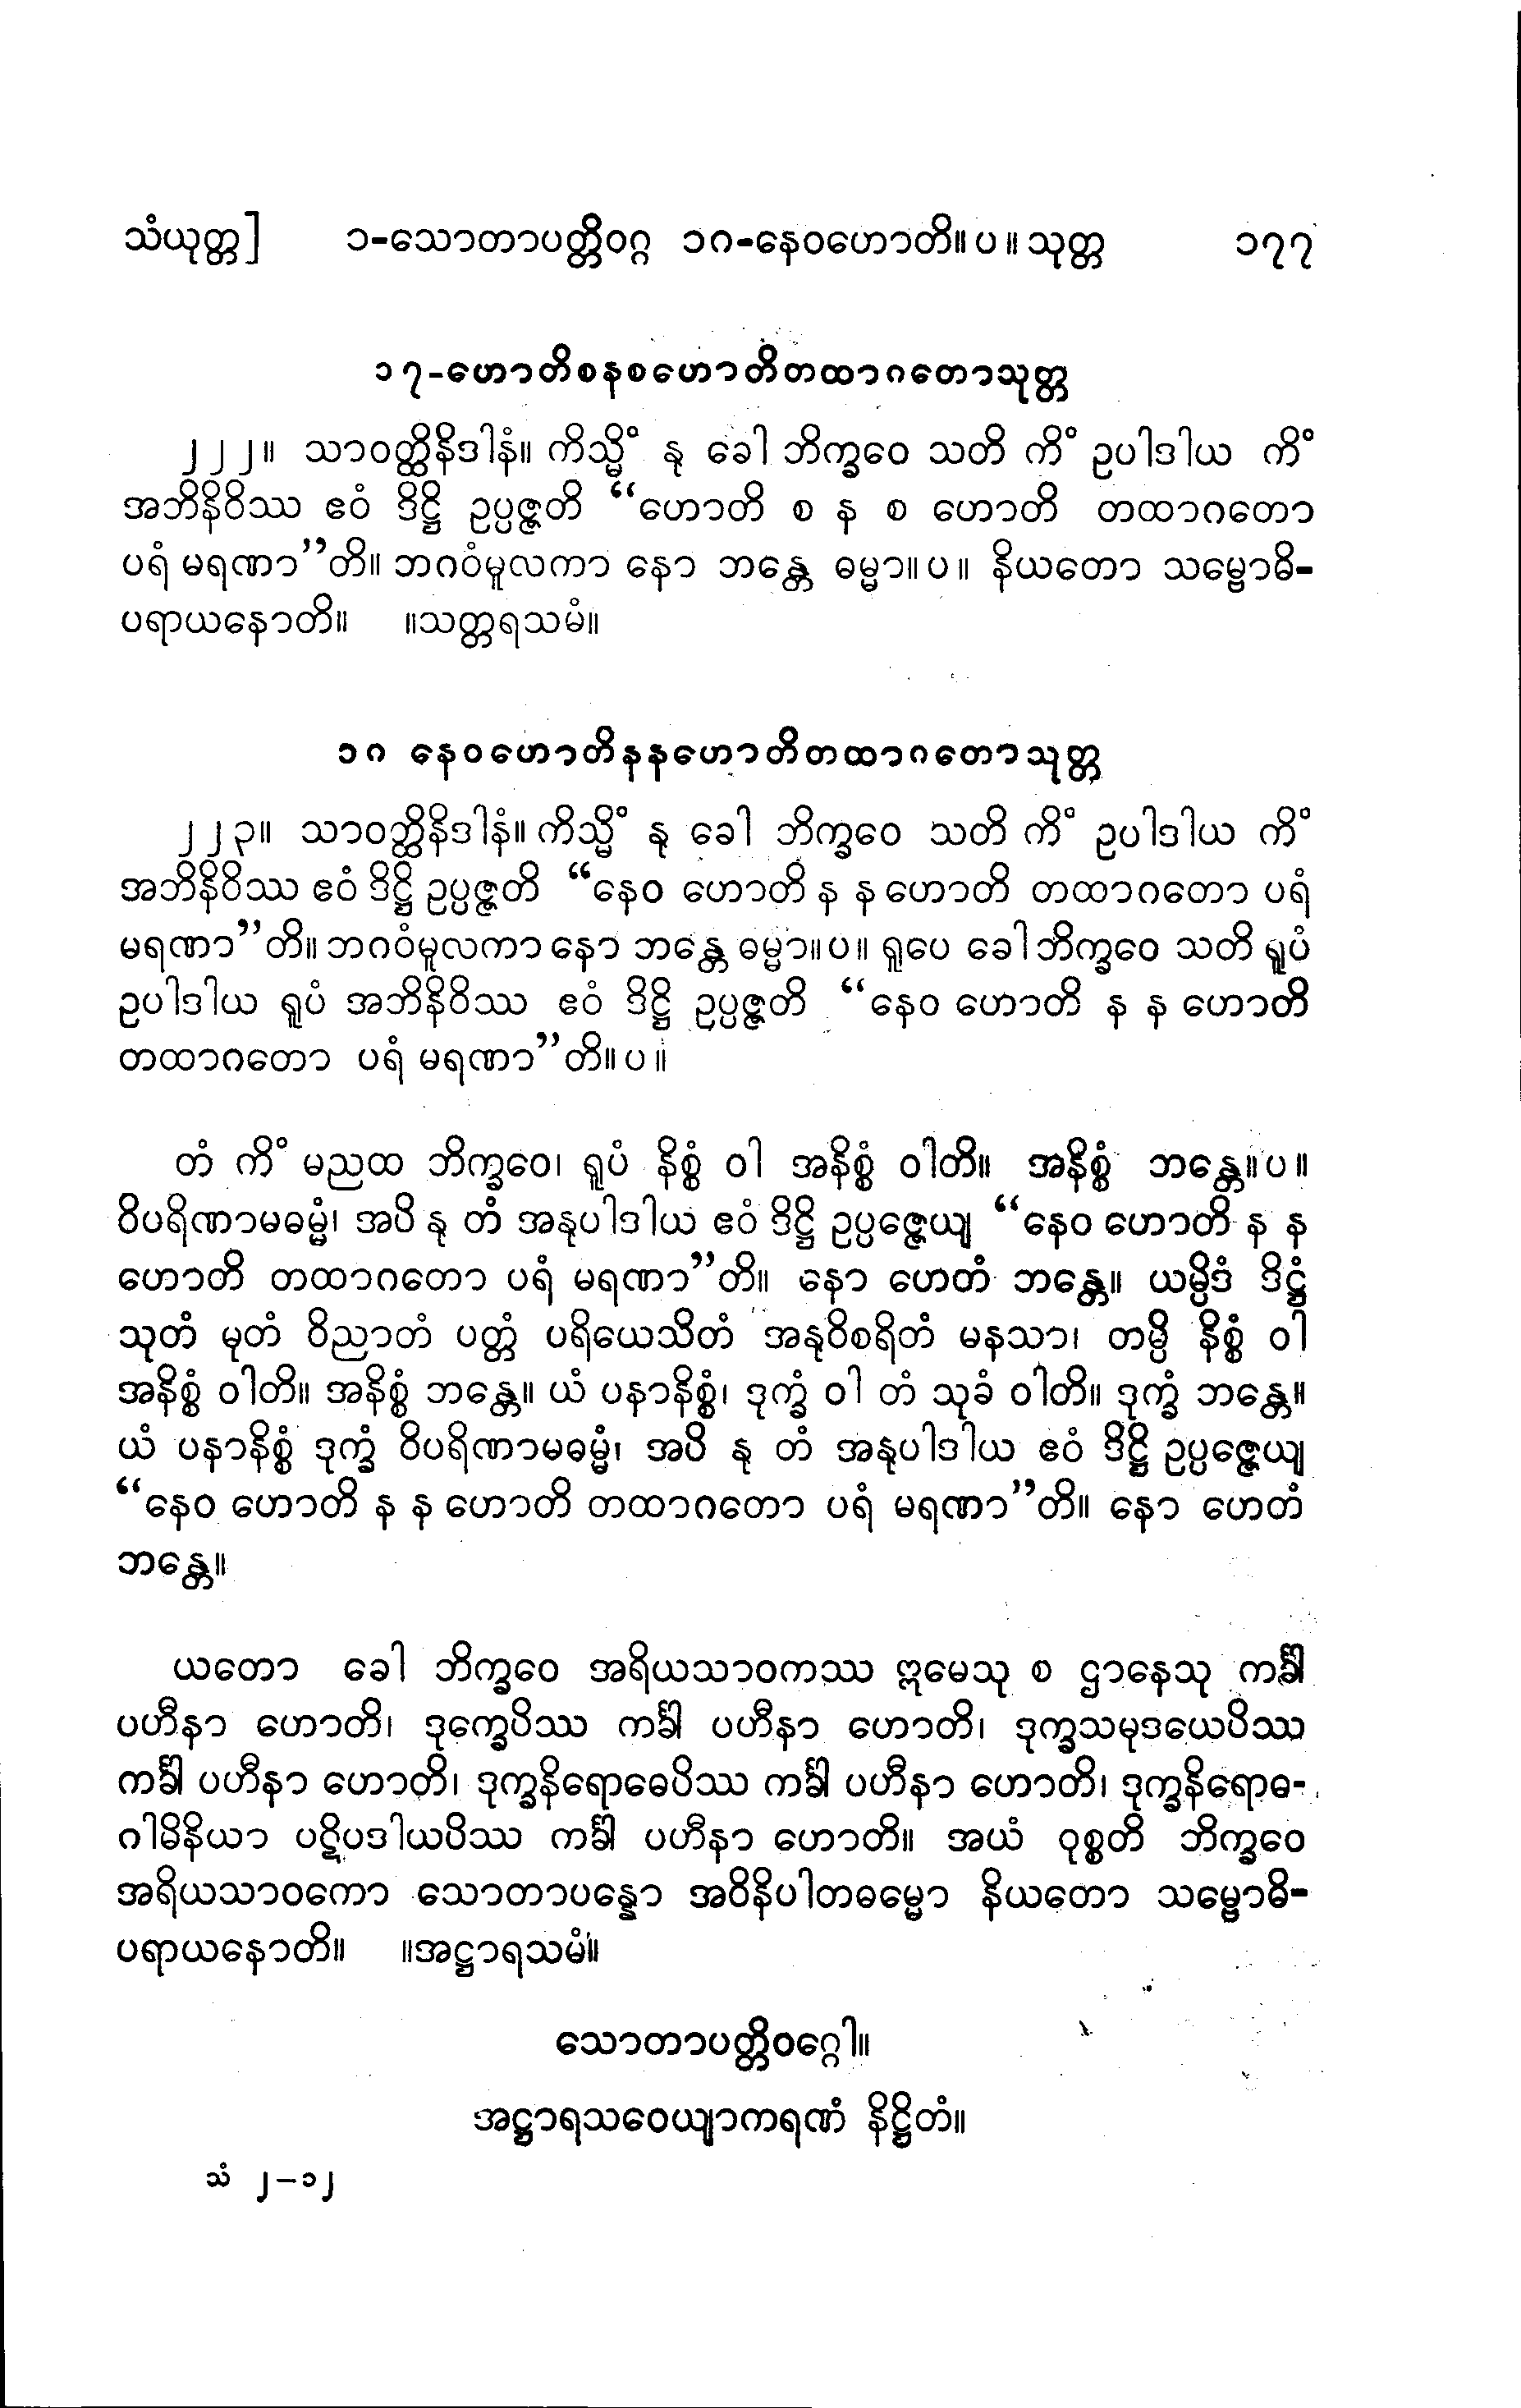 သံယုတ္တ] ၁-သောတာပတ္တိဝဂ္ဂ ၁၈-နေဝဟောတိ။ပ။သုတ္တ ၁၇၇
၁၇-ဟောတိစနစဟောတိတထာဂတောသုတ္တ
၂၂၂။ သာဝတ္ထိနိဒါနံ။ ကိသ္မိံ နု ခေါ ဘိက္ခဝေ သတိ ကိံ ဥပါဒါယ ကိံ
အဘိနိဝိဿ ဧဝံ ဒိဋ္ဌိ ဥပ္ပဇ္ဇတိ “ဟောတိ စ န စ ဟောတိ တထာဂတော
ပရံ မရဏာ”တိ။ ဘဂဝံမူလကာ နော ဘန္တေ ဓမ္မာ။ပ။ နိယတော သမ္ဗောဓိ-
ပရာယနောတိ။ ။သတ္တရသမံ။
၁၈ နေဝဟောတိနနဟောတိတထာဂတောသုတ္တ
၂၂၃။ သာဝတ္ထိနိဒါနံ။ ကိသ္မိံ နု ခေါ ဘိက္ခဝေ သတိ ကိံ ဥပါဒါယ ကိံ
အဘိနိဝိဿ ဧဝံ ဒိဋ္ဌိ ဥပ္ပဇ္ဇတိ “နေဝ ဟောတိ န န ဟောတိ တထာဂတော ပရံ
မရဏာ”တိ။ ဘဂဝံမူလကာ နော ဘန္တေ ဓမ္မာ။ပ။ ရူပေ ခေါ ဘိက္ခဝေ သတိ ရူပံ
ဥပါဒါယ ရူပံ အဘိနိဝိဿ ဧဝံ ဒိဋ္ဌိ ဥပ္ပဇ္ဇတိ “နေဝ ဟောတိ န န ဟောတိ
တထာဂတော ပရံ မရဏာ”တိ။ပ။
တံ ကိံ မညထ ဘိက္ခဝေ၊ ရူပံ နိစ္စံ ဝါ အနိစ္စံ ဝါတိ။ အနိစ္စံ ဘန္တေ။ပ။
ဝိပရိဏာမဓမ္မံ၊ အပိ နု တံ အနုပါဒါယ ဧဝံ ဒိဋ္ဌိ ဥပ္ပဇ္ဇေယျ “နေဝ ဟောတိ န န
ဟောတိ တထာဂတော ပရံ မရဏာ”တိ။ နော ဟေတံ ဘန္တေ။ ယမ္ပိဒံ ဒိဋ္ဌံ
သုတံ မုတံ ဝိညာတံ ပတ္တံ ပရိယေသိတံ အနုဝိစရိတံ မနသာ၊ တမ္ပိ နိစ္စံ ဝါ
အနိစ္စံ ဝါတိ။ အနိစ္စံ ဘန္တေ။ ယံ ပနာနိစ္စံ၊ ဒုက္ခံ ဝါ တံ သုခံ ဝါတိ။ ဒုက္ခံ ဘန္တေ။
ယံ ပနာနိစ္စံ ဒုက္ခံ ဝိပရိဏာမဓမ္မံ၊ အပိ နု တံ အနုပါဒါယ ဧဝံ ဒိဋ္ဌိ ဥပ္ပဇ္ဇေယျ
“နေဝ ဟောတိ န န ဟောတိ တထာဂတော ပရံ မရဏာ”တိ။ နော ဟေတံ
ဘန္တေ။
ယတော ခေါ ဘိက္ခဝေ အရိယသာဝကဿ ဣမေသု စ ဌာနေသု ကင်္ခါ
ပဟီနာ ဟောတိ၊ ဒုက္ခေပိဿ ကင်္ခါ ပဟီနာ ဟောတိ၊ ဒုက္ခသမုဒယေပိဿ
ကင်္ခါ ပဟီနာ ဟောတိ၊ ဒုက္ခနိရောဓေပိဿ ကင်္ခါ ပဟီနာ ဟောတိ၊ ဒုက္ခနိရောဓ-
ဂါမိနိယာ ပဋိပဒါယပိဿ ကင်္ခါ ပဟီနာ ဟောတိ။ အယံ ဝုစ္စတိ ဘိက္ခဝေ
အရိယသာဝကော သောတာပန္နော အဝိနိပါတဓမ္မော နိယတော သမ္ဗောဓိ-
ပရာယနောတိ။ ။အဋ္ဌာရသမံ။
သောတာပတ္တိဝဂ္ဂေါ။
အဋ္ဌာရသဝေယျာကရဏံ နိဋ္ဌိတံ။
သံ ၂–၁၂